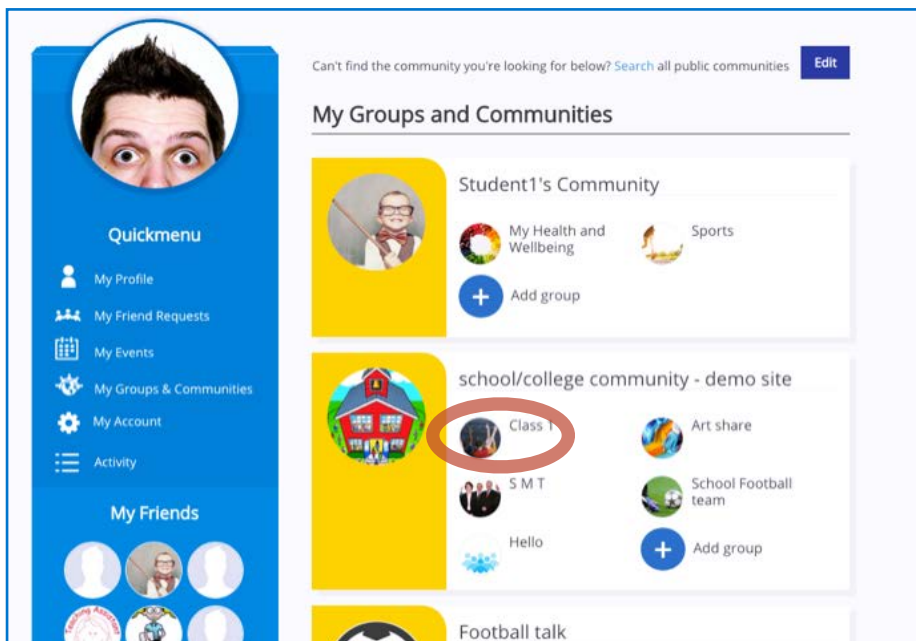 Can't find the community you're looking for below? Search all public communities
Edit
My Groups and Communities
Quickmenu
My Profile
My Friend Requests
My Events
My Groups & Communities
My Account
Activity
My Friends
Teaching Assistant
Student1's Community
My Health and
Wellbeing
Sports
Add group
school/college community - demo site
Class 1
Art share
S M T
School Football
team
Hello
Add group
Football talk